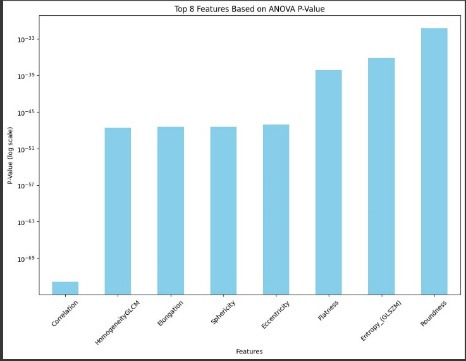 Top 8 Features Based on ANOVA P-Value
P-Value (log scale)
10⁻³³
10⁻³⁹
10⁻⁴⁵
10⁻⁵¹
10⁻⁵⁷
10⁻⁶³
10⁻⁶⁹
Correlation
HomogeneityGLCM
Elongation
Sphericity
Eccentricity
Flatness
Entropy_(GLSZM)
Roundness
Features